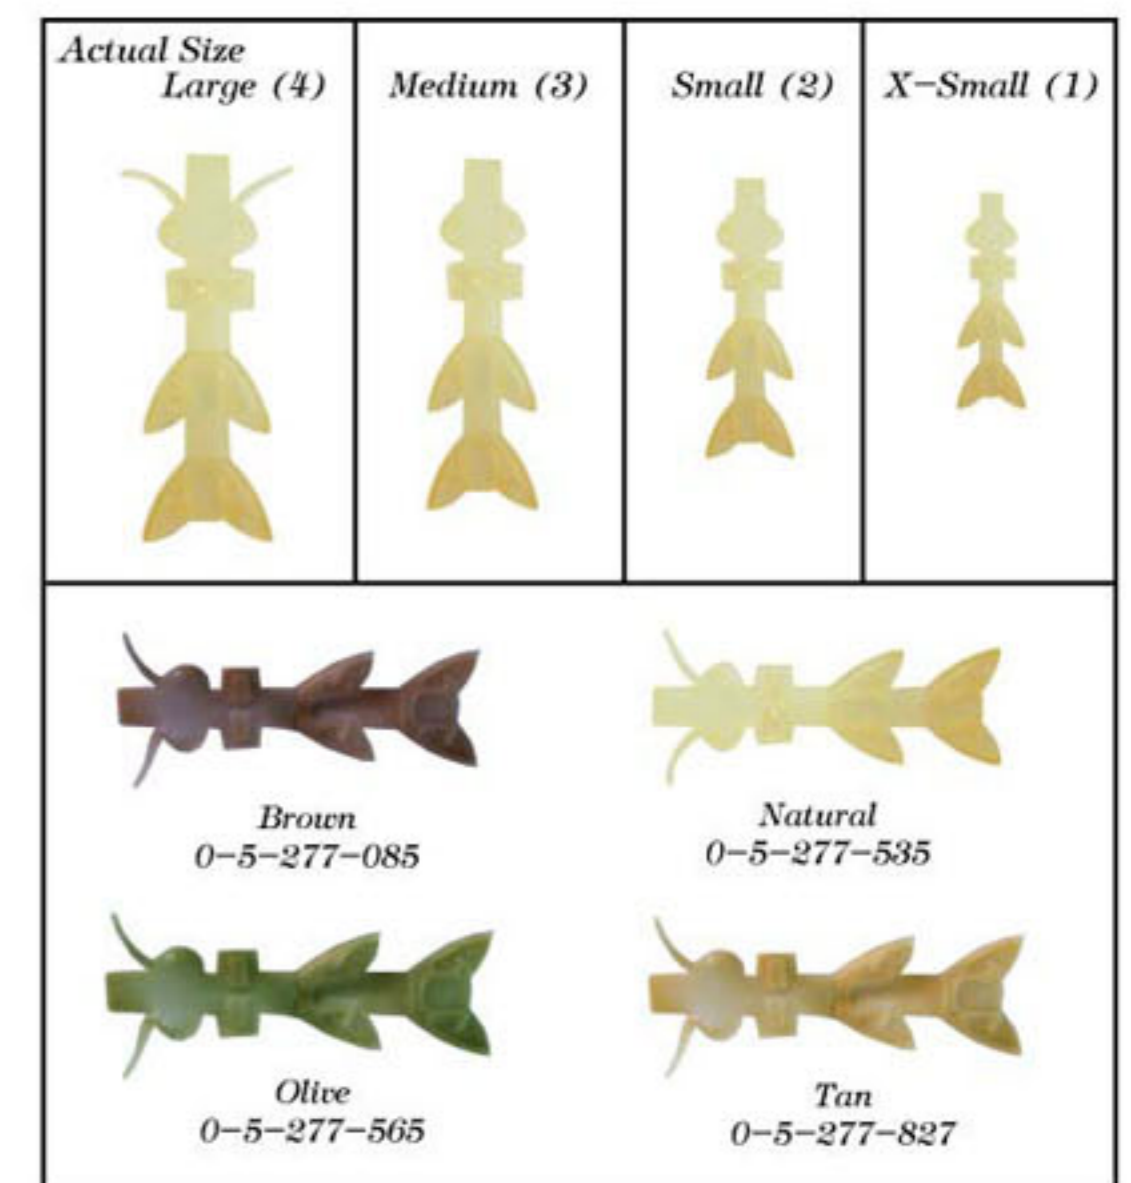 Actual Size
Large (4)
Medium (3)
Small (2)
X-Small (1)
Brown
0-5-277-085
Natural
0-5-277-535
Olive
0-5-277-565
Tan
0-5-277-827